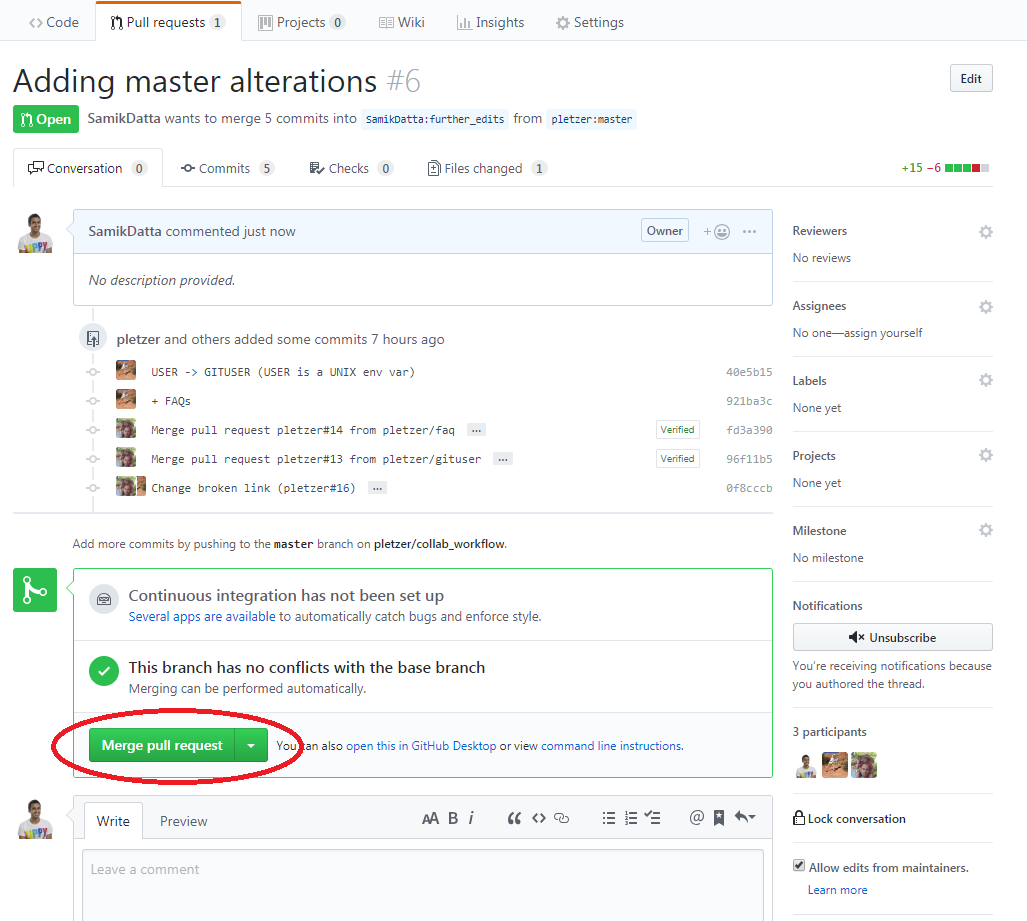 Code Pull requests 1 Projects 0 Wiki Insights Settings
Adding master alterations #6 Edit
Open SamikDatta wants to merge 5 commits into SamikDatta:further_edits from pletzer:master
Conversation 0 Commits 5 Checks 0 Files changed 1 +15 −6
SamikDatta commented just now Owner + ...
No description provided.
pletzer and others added some commits 7 hours ago
USER -> GITUSER (USER is a UNIX env var) 40e5b15
+ FAQs 921ba3c
Merge pull request pletzer#14 from pletzer/faq ... Verified fd3a390
Merge pull request pletzer#13 from pletzer/gituser ... Verified 96f11b5
Change broken link (pletzer#16) ... 0f8cccb
Add more commits by pushing to the master branch on pletzer/collab_workflow.
Continuous integration has not been set up
Several apps are available to automatically catch bugs and enforce style.
This branch has no conflicts with the base branch
Merging can be performed automatically.
Merge pull request You can also open this in GitHub Desktop or view command line instructions.
Write Preview AA B i “ <> @
Leave a comment
Reviewers
No reviews
Assignees
No one—assign yourself
Labels
None yet
Projects
None yet
Milestone
No milestone
Notifications
Unsubscribe
You’re receiving notifications because
you authored the thread.
3 participants
Lock conversation
Allow edits from maintainers.
Learn more